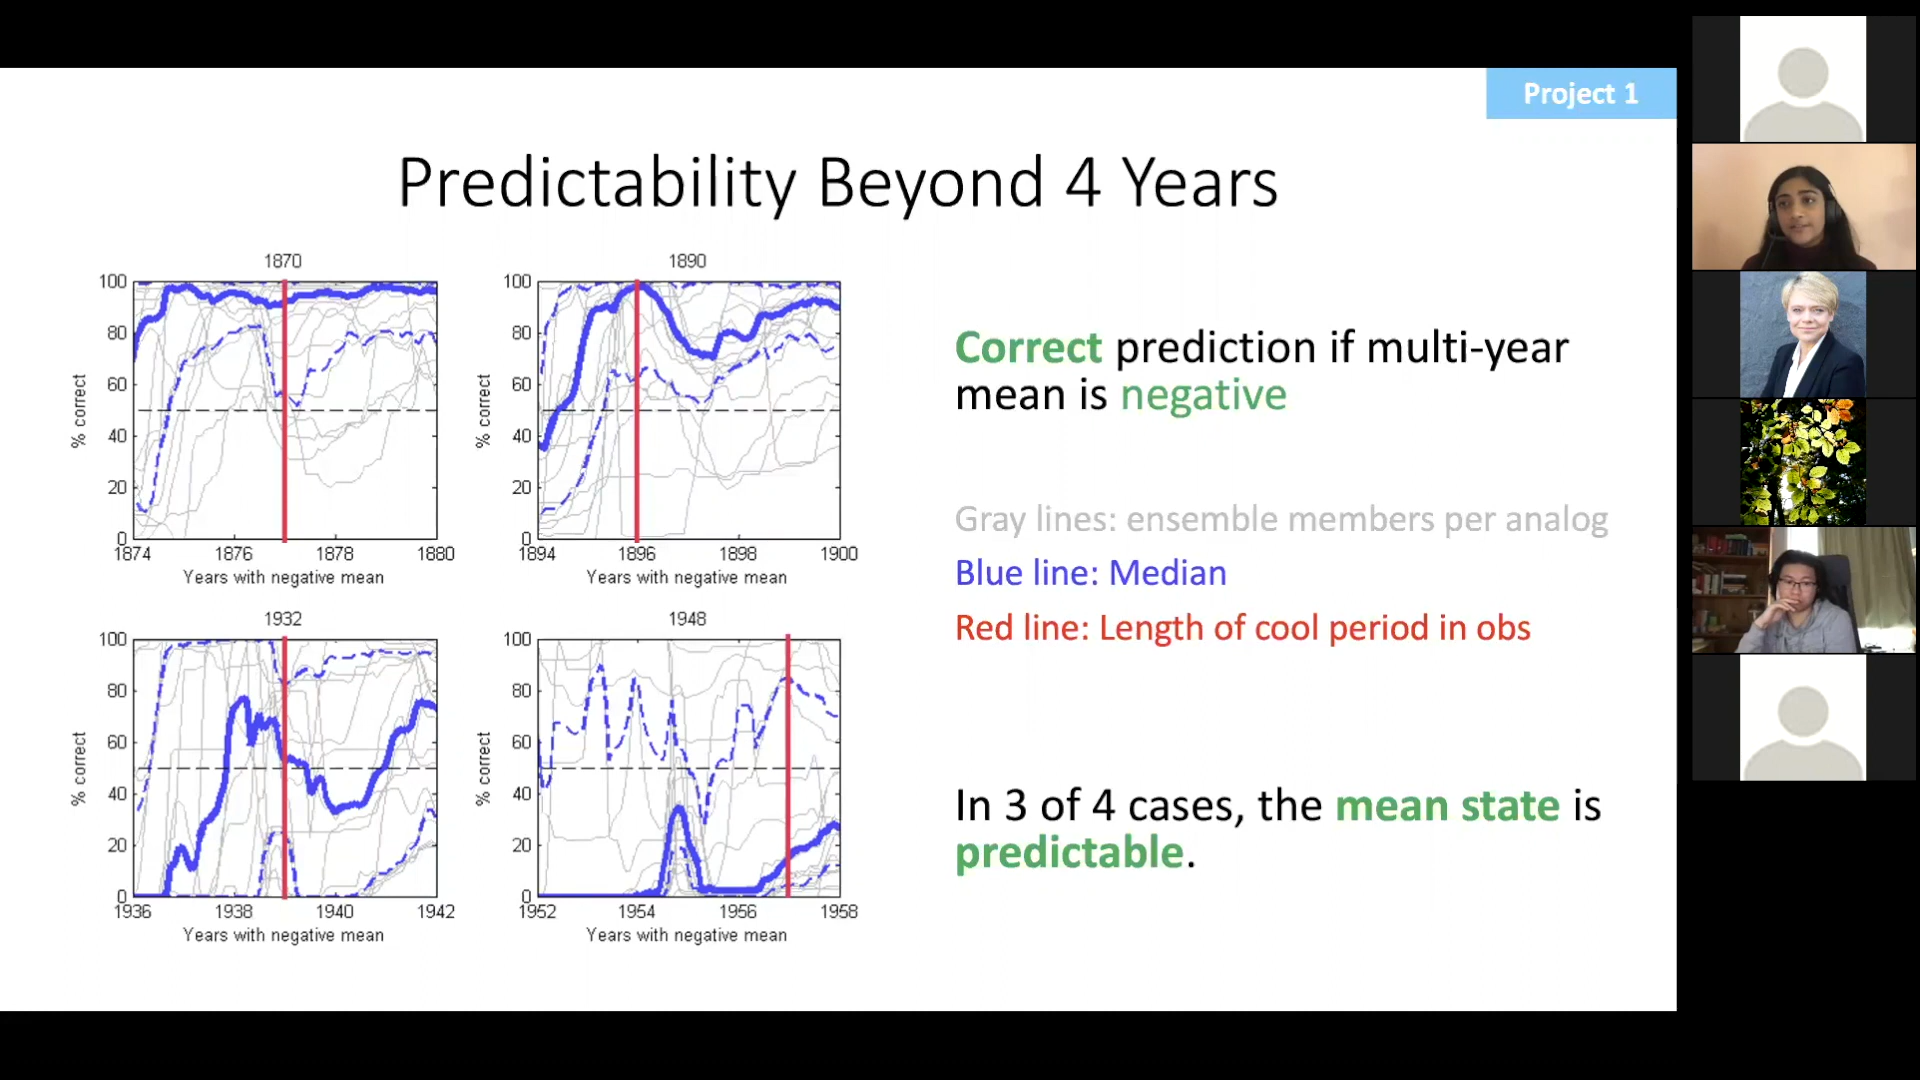 Project 1
Predictability Beyond 4 Years
1870
100
80
60
40
20
0
% correct
1874 1876 1878 1880
Years with negative mean
1890
100
80
60
40
20
0
% correct
1894 1896 1898 1900
Years with negative mean
1932
100
80
60
40
20
0
% correct
1936 1938 1940 1942
Years with negative mean
1948
100
80
60
40
20
0
% correct
1952 1954 1956 1958
Years with negative mean
Correct prediction if multi-year
mean is negative
Gray lines: ensemble members per analog
Blue line: Median
Red line: Length of cool period in obs
In 3 of 4 cases, the mean state is
predictable.